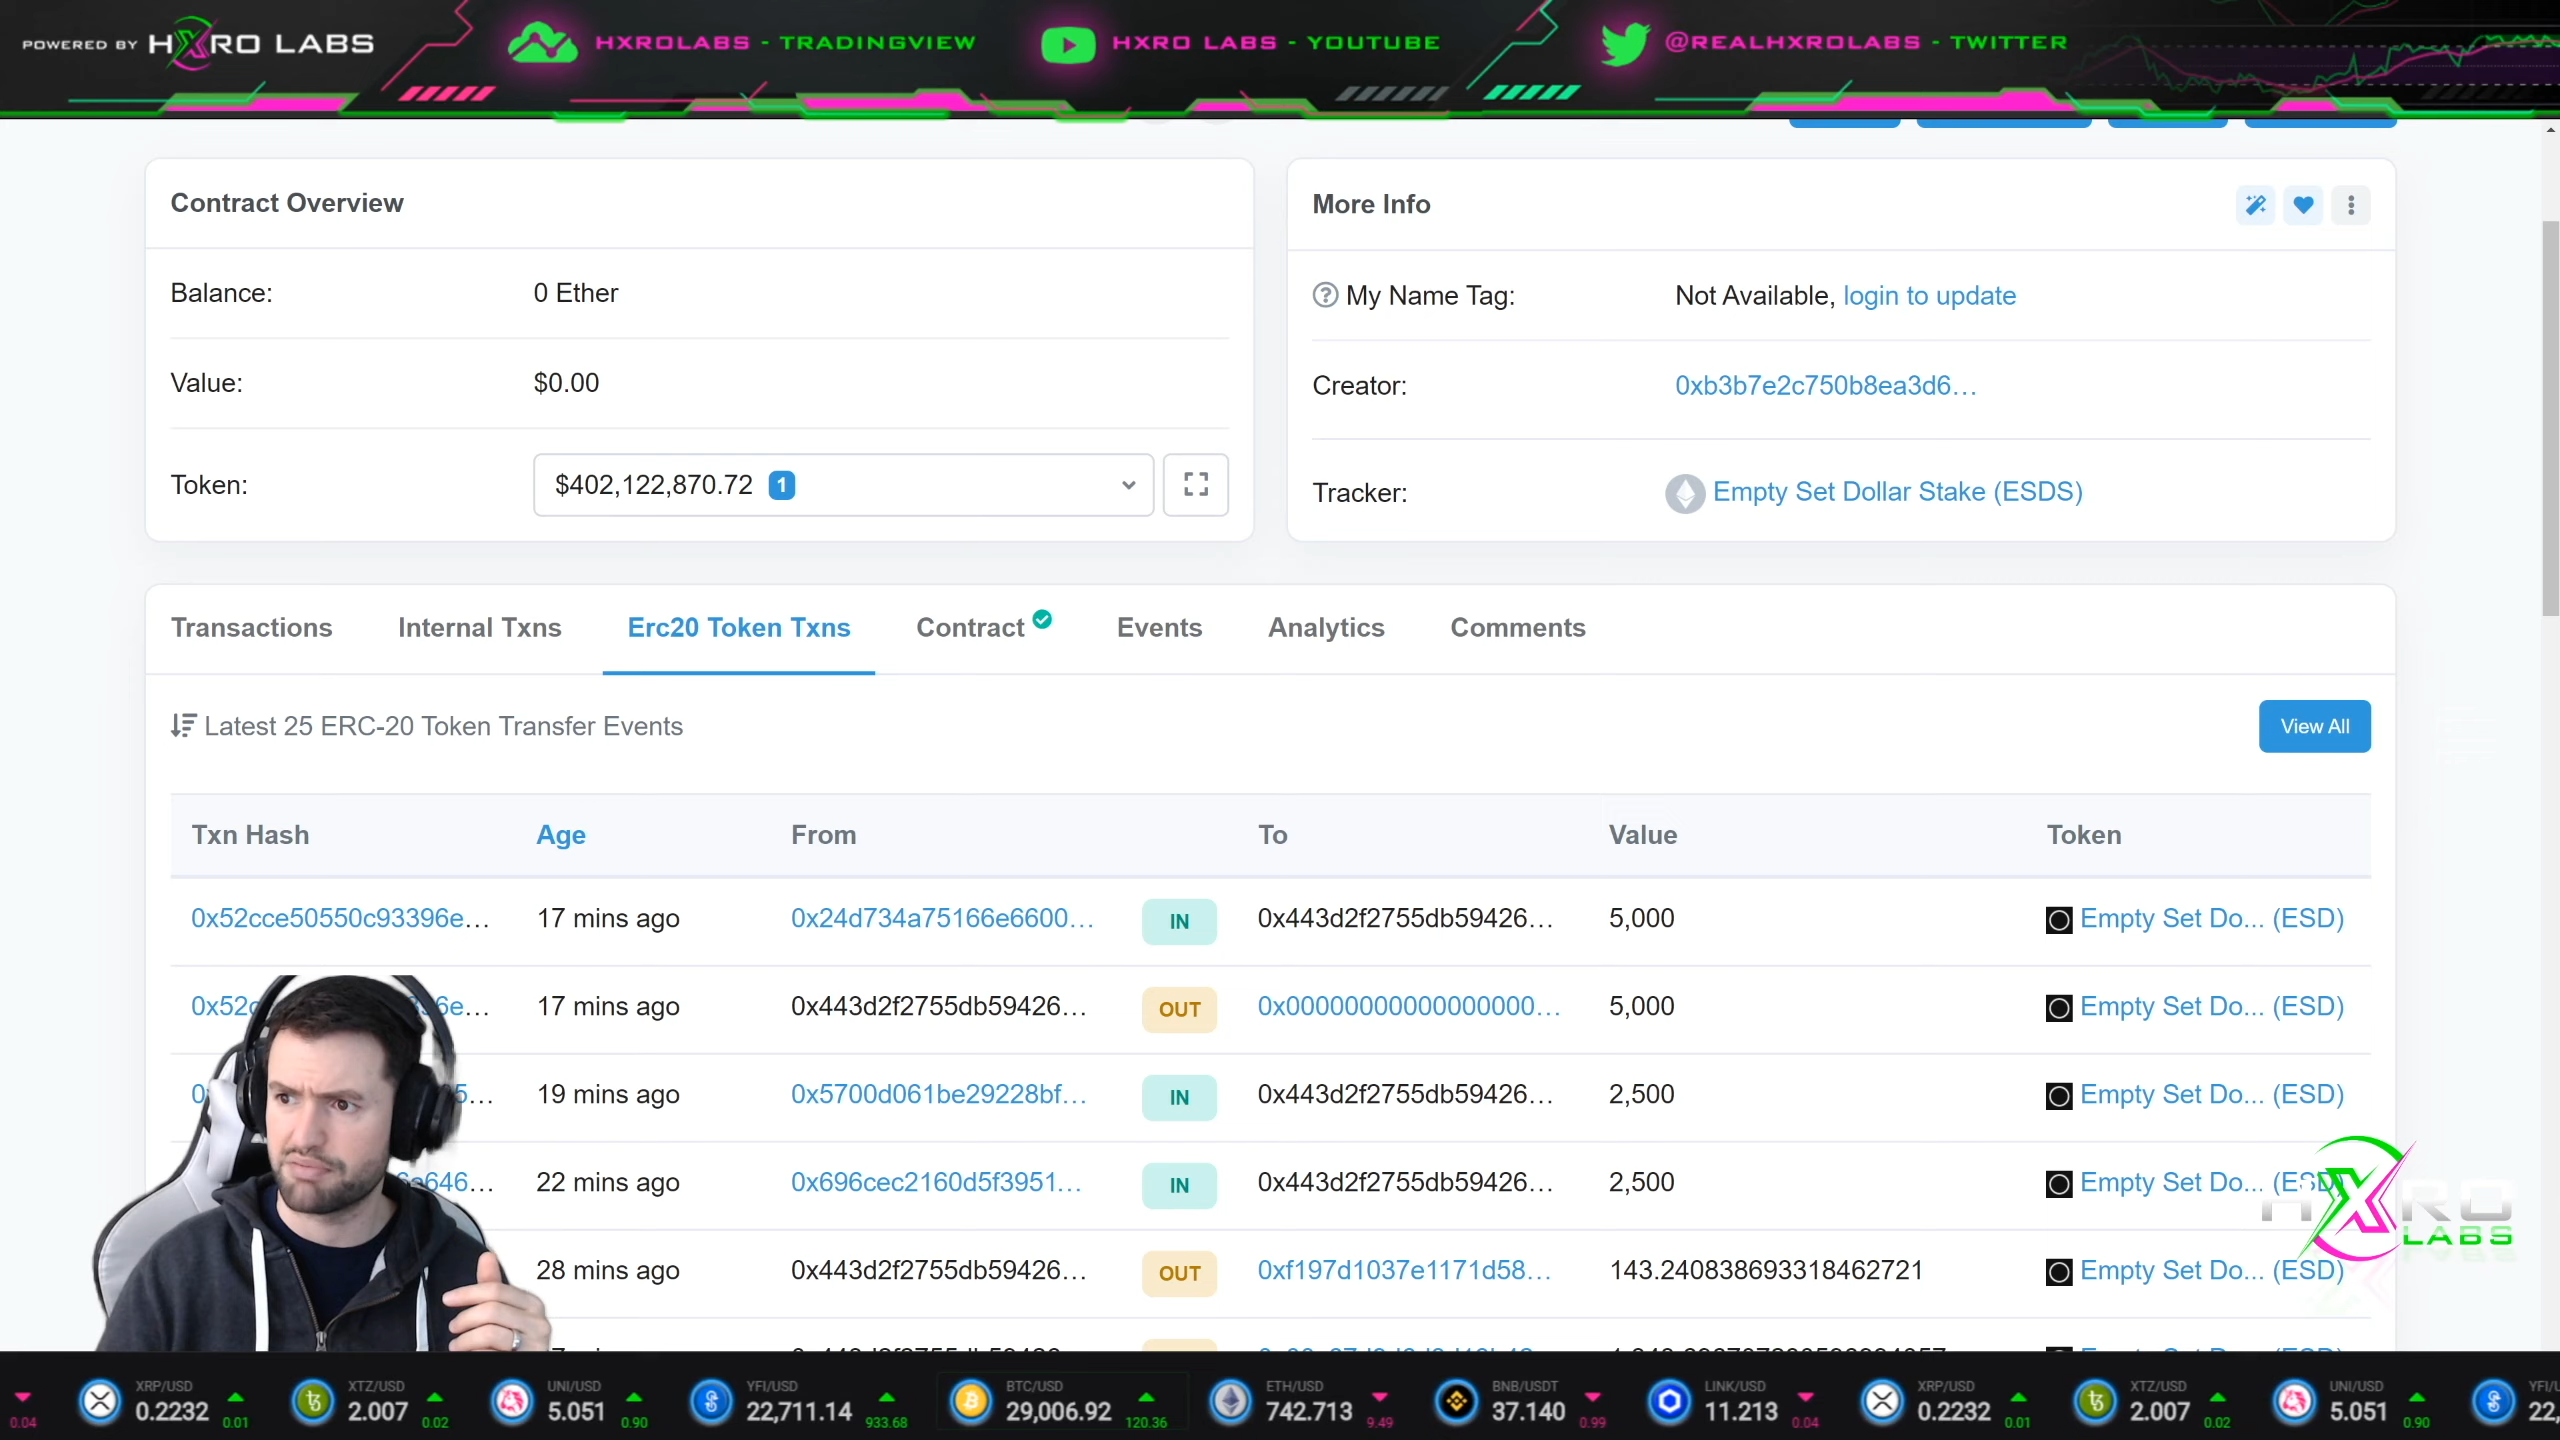 POWERED BY HXRO LABS
HXROLABS - TRADINGVIEW
HXRO LABS - YOUTUBE
@REALHXROLABS - TWITTER
Contract Overview
Balance: 0 Ether
Value: $0.00
Token: $402,122,870.72 1
More Info
My Name Tag: Not Available, login to update
Creator: 0xb3b7e2c750b8ea3d6...
Tracker: Empty Set Dollar Stake (ESDS)
Transactions Internal Txns Erc20 Token Txns Contract Events Analytics Comments
Latest 25 ERC-20 Token Transfer Events View All
Txn Hash Age From To Value Token
0x52cce50550c93396e... 17 mins ago 0x24d734a75166e6600... IN 0x443d2f2755db59426... 5,000 Empty Set Do... (ESD)
17 mins ago 0x443d2f2755db59426... OUT 0x00000000000000000... 5,000 Empty Set Do... (ESD)
19 mins ago 0x5700d061be29228bf... IN 0x443d2f2755db59426... 2,500 Empty Set Do... (ESD)
22 mins ago 0x696cec2160d5f3951... IN 0x443d2f2755db59426... 2,500 Empty Set Do... (ESD)
28 mins ago 0x443d2f2755db59426... OUT 0xf197d1037e1171d58... 143.240838693318462721 Empty Set Do... (ESD)
HXRO
LABS
0.04
XRP/USD 0.2232 0.01
XTZ/USD 2.007 0.02
UNI/USD 5.051 0.90
YFI/USD 22,711.14 933.68
BTC/USD 29,006.92 120.36
ETH/USD 742.713 9.49
BNB/USDT 37.140 0.99
LINK/USD 11.213 0.04
XRP/USD 0.2232 0.01
XTZ/USD 2.007 0.02
UNI/USD 5.051 0.90
YFI/U 22,